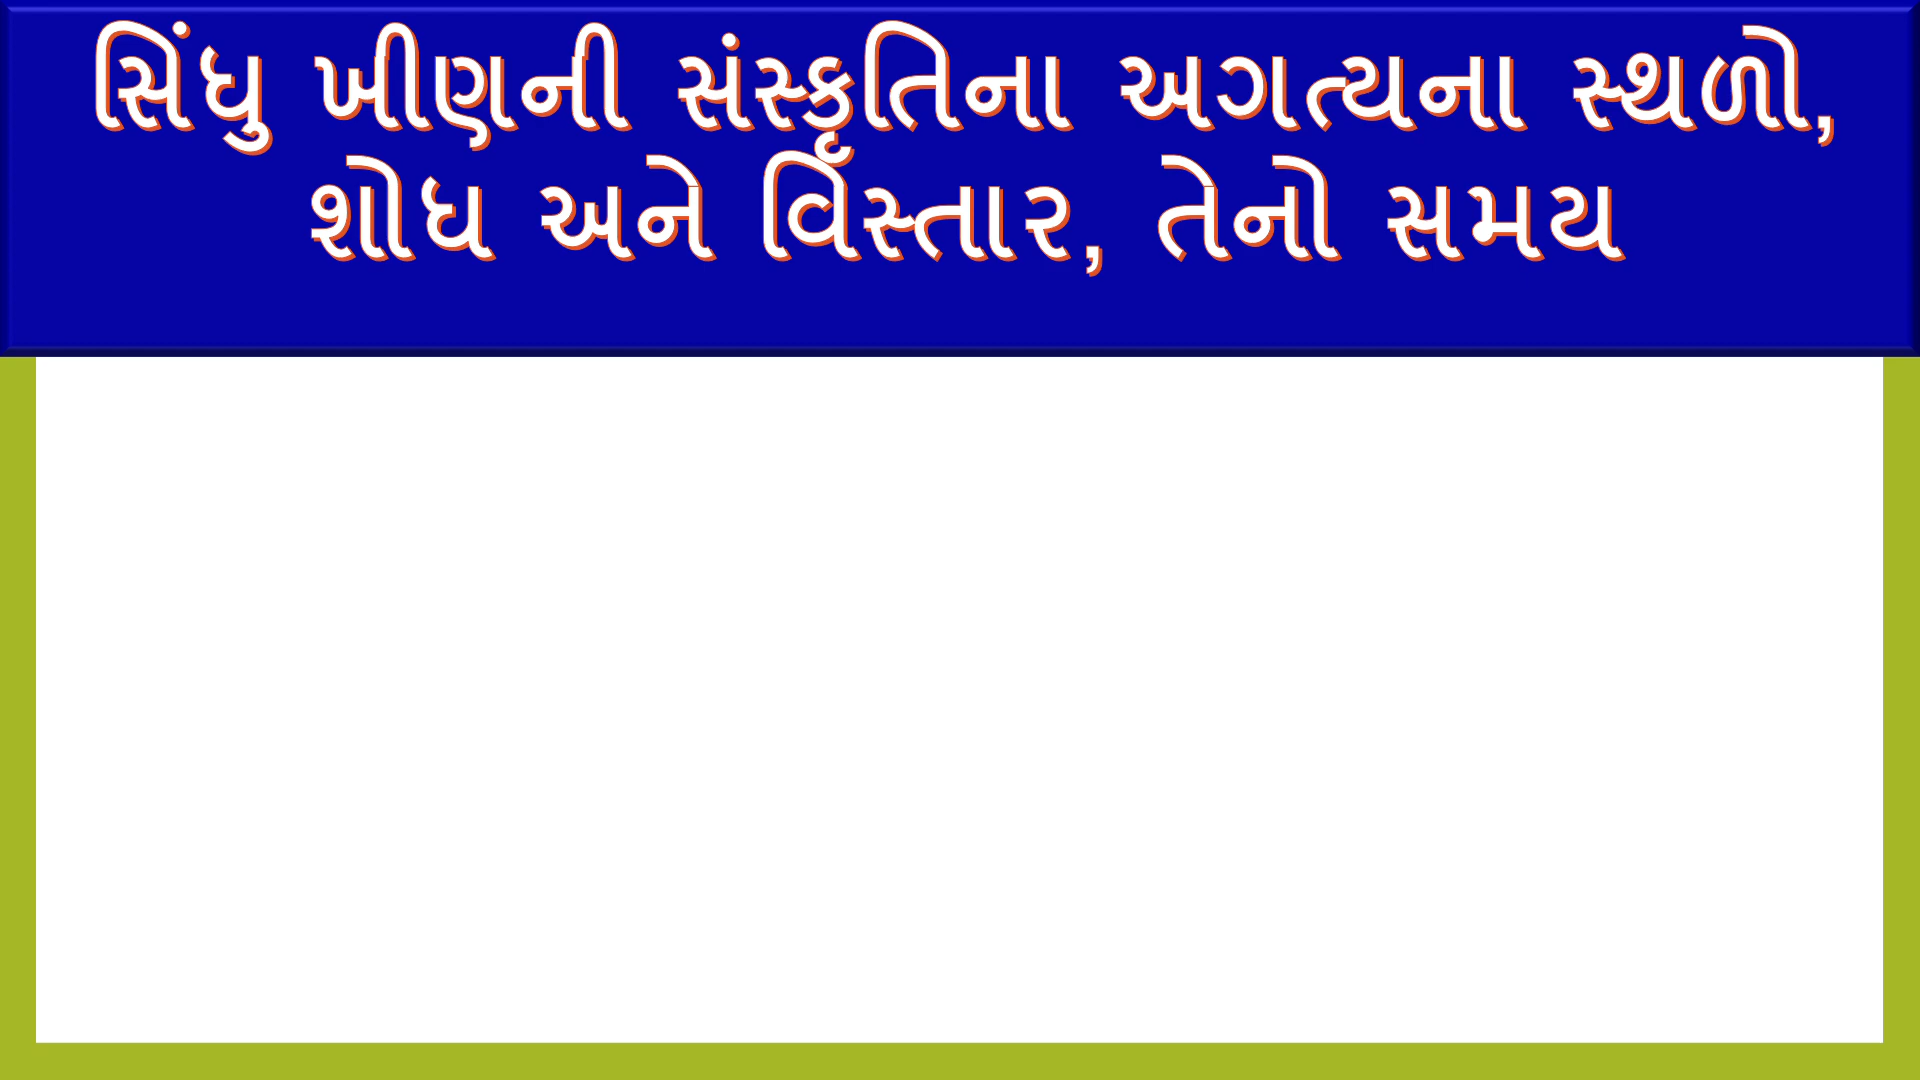 સિંધુ ખીણની સંસ્કૃતિના અગત્યના સ્થળો,
શોધ અને વિસ્તાર, તેનો સમય